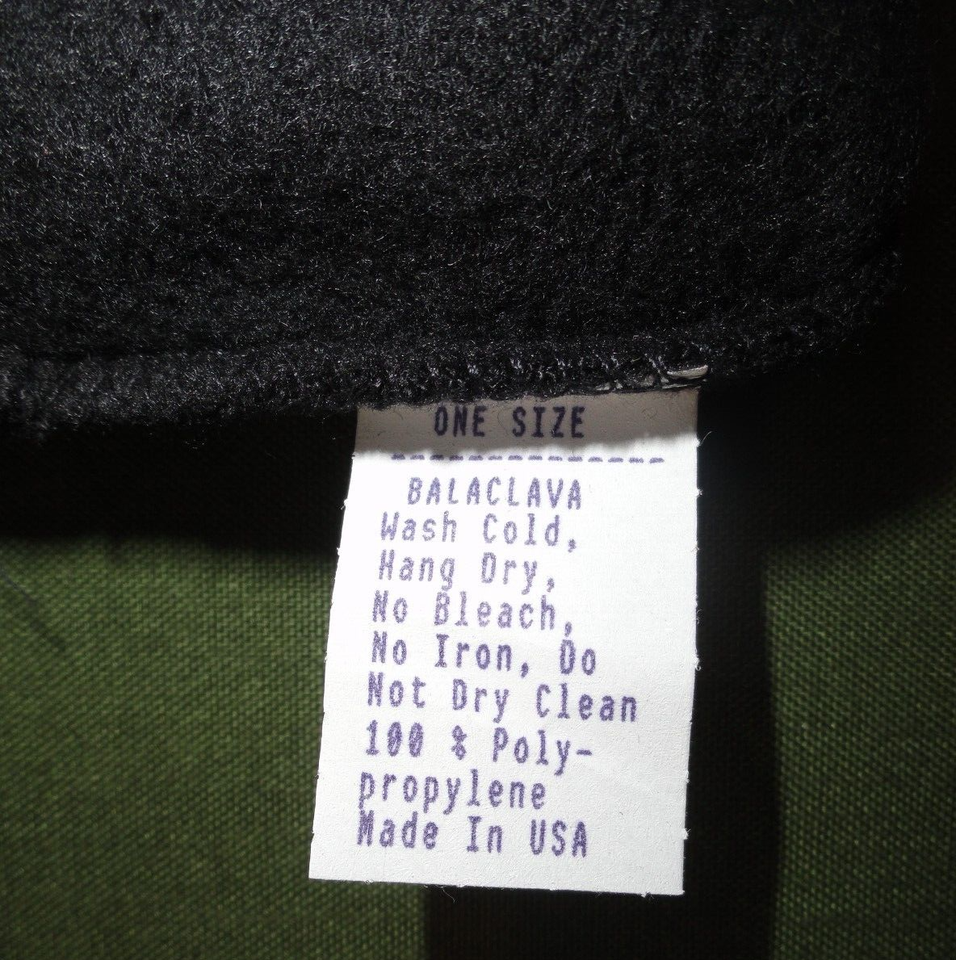 ONE SIZE
--------------
BALACLAVA
Wash Cold,
Hang Dry,
No Bleach,
No Iron, Do
Not Dry Clean
100 % Poly-
propylene
Made In USA